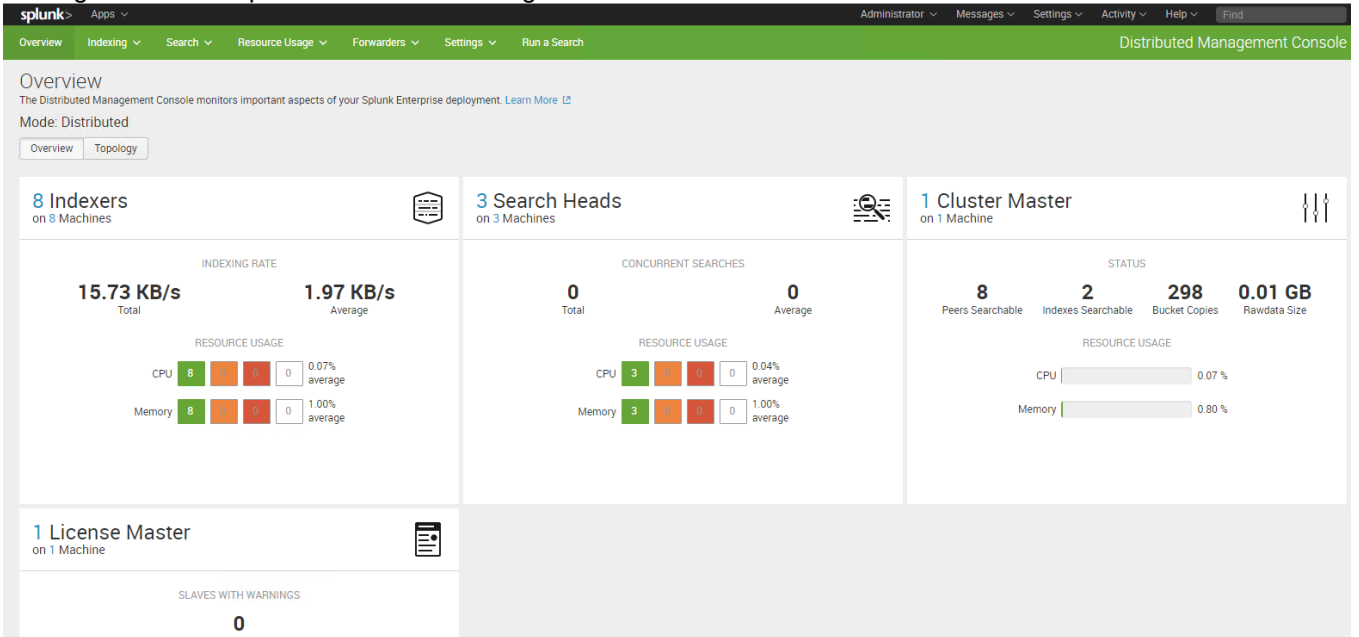 splunk> Apps Administrator Messages Settings Activity Help Find
Overview Indexing Search Resource Usage Forwarders Settings Run a Search Distributed Management Console
Overview
The Distributed Management Console monitors important aspects of your Splunk Enterprise deployment. Learn More
Mode: Distributed
Overview Topology
8 Indexers
on 8 Machines
INDEXING RATE
15.73 KB/s 1.97 KB/s
Total Average
RESOURCE USAGE
CPU 8 0 0 0 0.07% average
Memory 8 0 0 0 1.00% average
3 Search Heads
on 3 Machines
CONCURRENT SEARCHES
0 0
Total Average
RESOURCE USAGE
CPU 3 0 0 0 0.04% average
Memory 3 0 0 0 1.00% average
1 Cluster Master
on 1 Machine
STATUS
8 2 298 0.01 GB
Peers Searchable Indexes Searchable Bucket Copies Rawdata Size
RESOURCE USAGE
CPU 0.07 %
Memory 0.80 %
1 License Master
on 1 Machine
SLAVES WITH WARNINGS
0